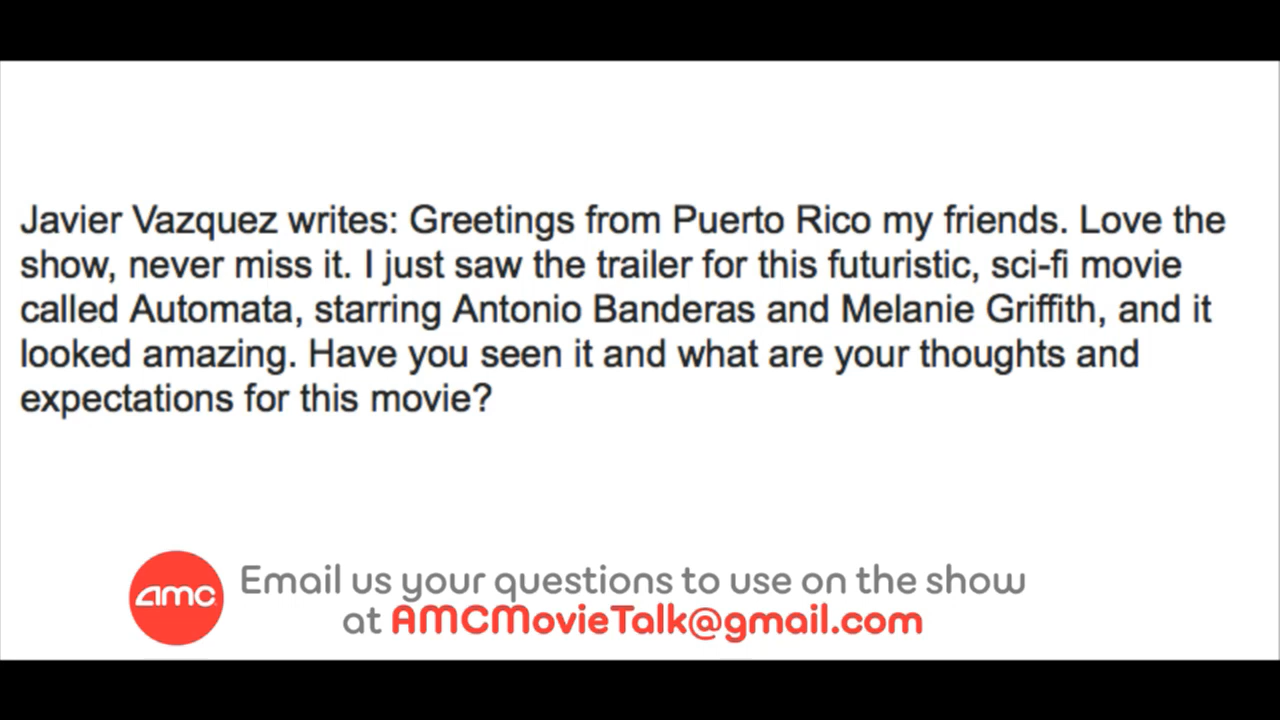 Javier Vazquez writes: Greetings from Puerto Rico my friends. Love the
show, never miss it. I just saw the trailer for this futuristic, sci-fi movie
called Automata, starring Antonio Banderas and Melanie Griffith, and it
looked amazing. Have you seen it and what are your thoughts and
expectations for this movie?
amc
Email us your questions to use on the show
at AMCMovieTalk@gmail.com